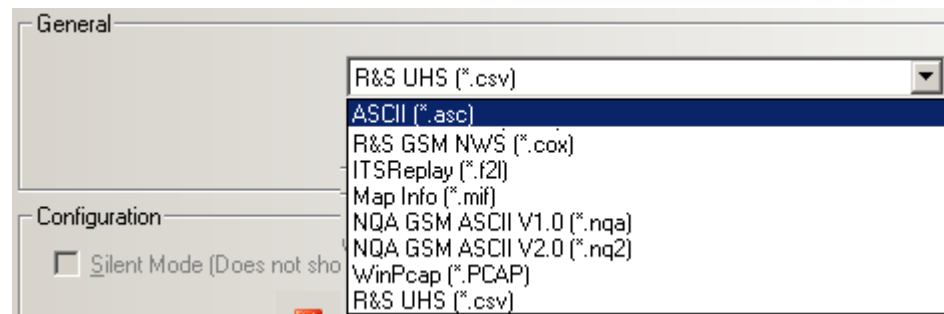 General
R&S UHS (*.csv)
ASCII (*.asc)
R&S GSM NWS (*.cox)
ITSReplay (*.f2l)
Map Info (*.mif)
NQA GSM ASCII V1.0 (*.nqa)
NQA GSM ASCII V2.0 (*.nq2)
WinPcap (*.PCAP)
R&S UHS (*.csv)
Configuration
Silent Mode (Does not sho